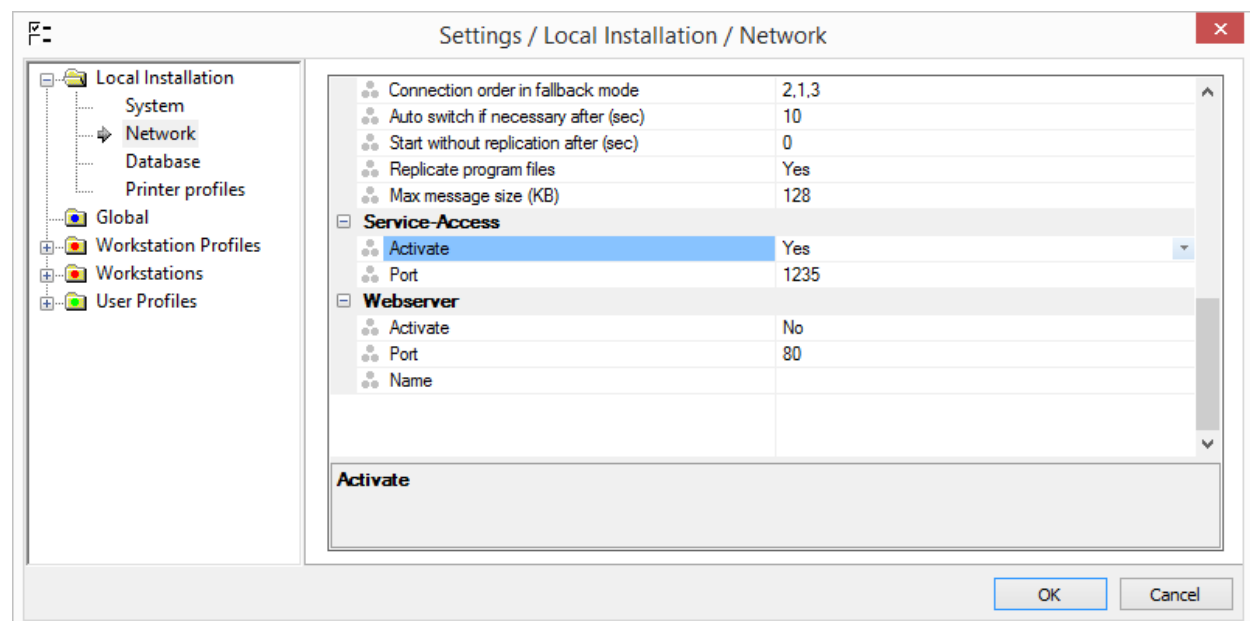 Settings / Local Installation / Network
Local Installation
System
Network
Database
Printer profiles
Global
Workstation Profiles
Workstations
User Profiles
Connection order in fallback mode 2,1,3
Auto switch if necessary after (sec) 10
Start without replication after (sec) 0
Replicate program files Yes
Max message size (KB) 128
Service-Access
Activate Yes
Port 1235
Webserver
Activate No
Port 80
Name
Activate
OK Cancel